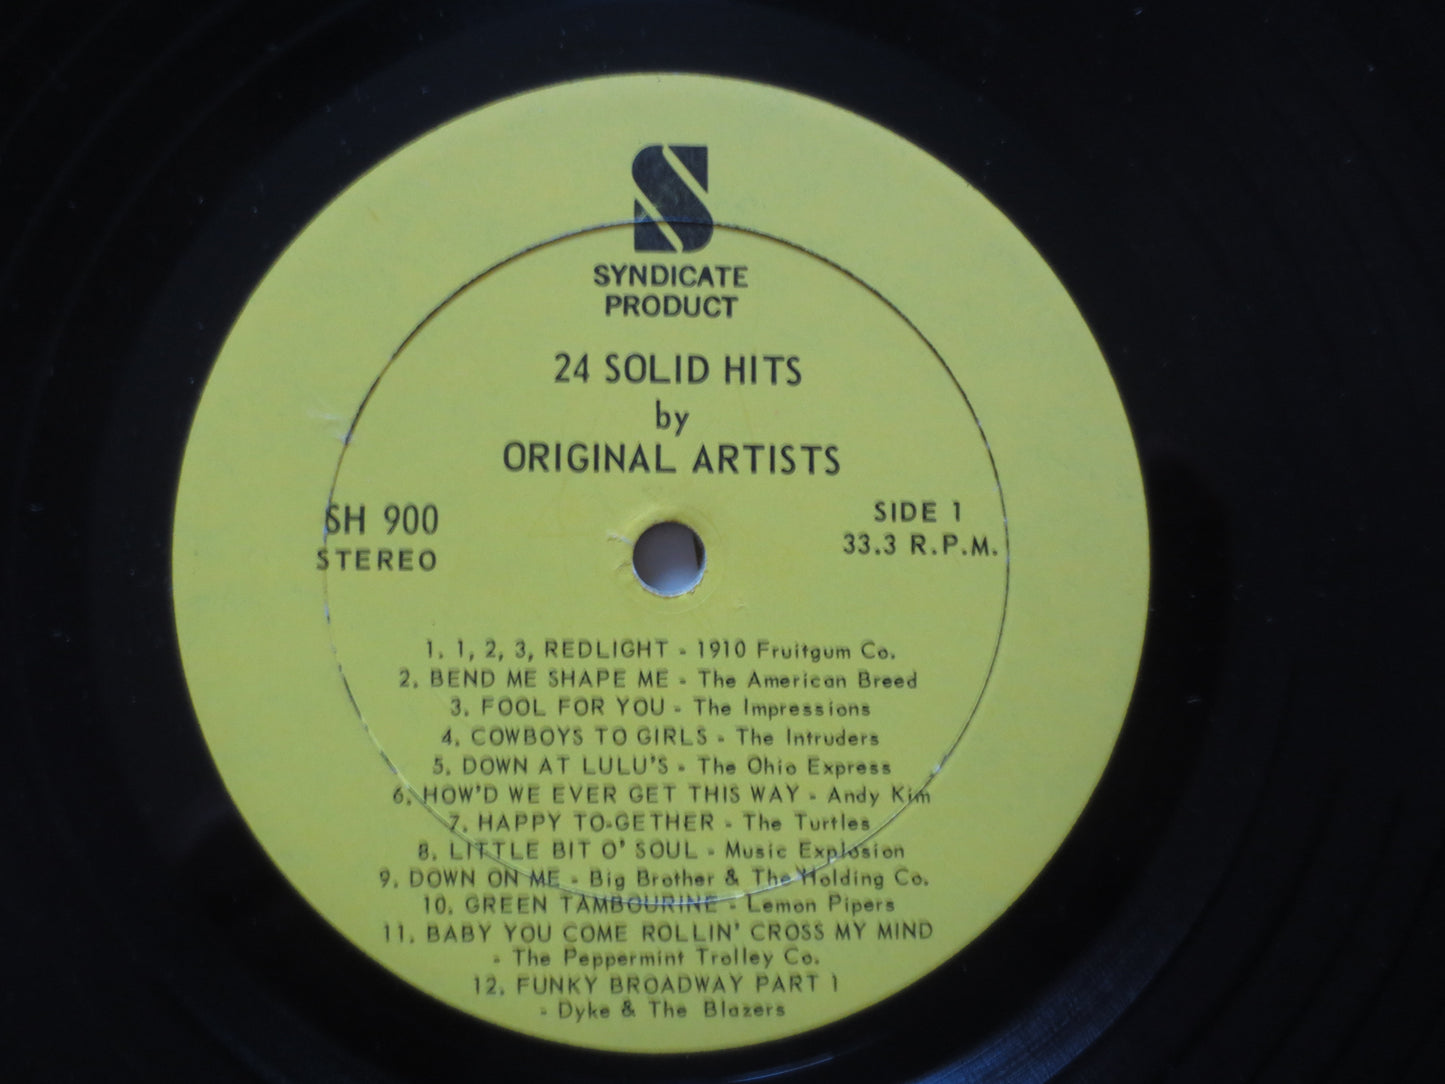 S
SYNDICATE
PRODUCT
24 SOLID HITS
by
ORIGINAL ARTISTS
SH 900
STEREO
SIDE 1
33.3 R.P.M.
1. 1, 2, 3, REDLIGHT - 1910 Fruitgum Co.
2. BEND ME SHAPE ME - The American Breed
3. FOOL FOR YOU - The Impressions
4. COWBOYS TO GIRLS - The Intruders
5. DOWN AT LULU'S - The Ohio Express
6. HOW'D WE EVER GET THIS WAY - Andy Kim
7. HAPPY TO-GETHER - The Turtles
8. LITTLE BIT O' SOUL - Music Explosion
9. DOWN ON ME - Big Brother & The Holding Co.
10. GREEN TAMBOURINE - Lemon Pipers
11. BABY YOU COME ROLLIN' CROSS MY MIND
- The Peppermint Trolley Co.
12. FUNKY BROADWAY PART 1
- Dyke & The Blazers